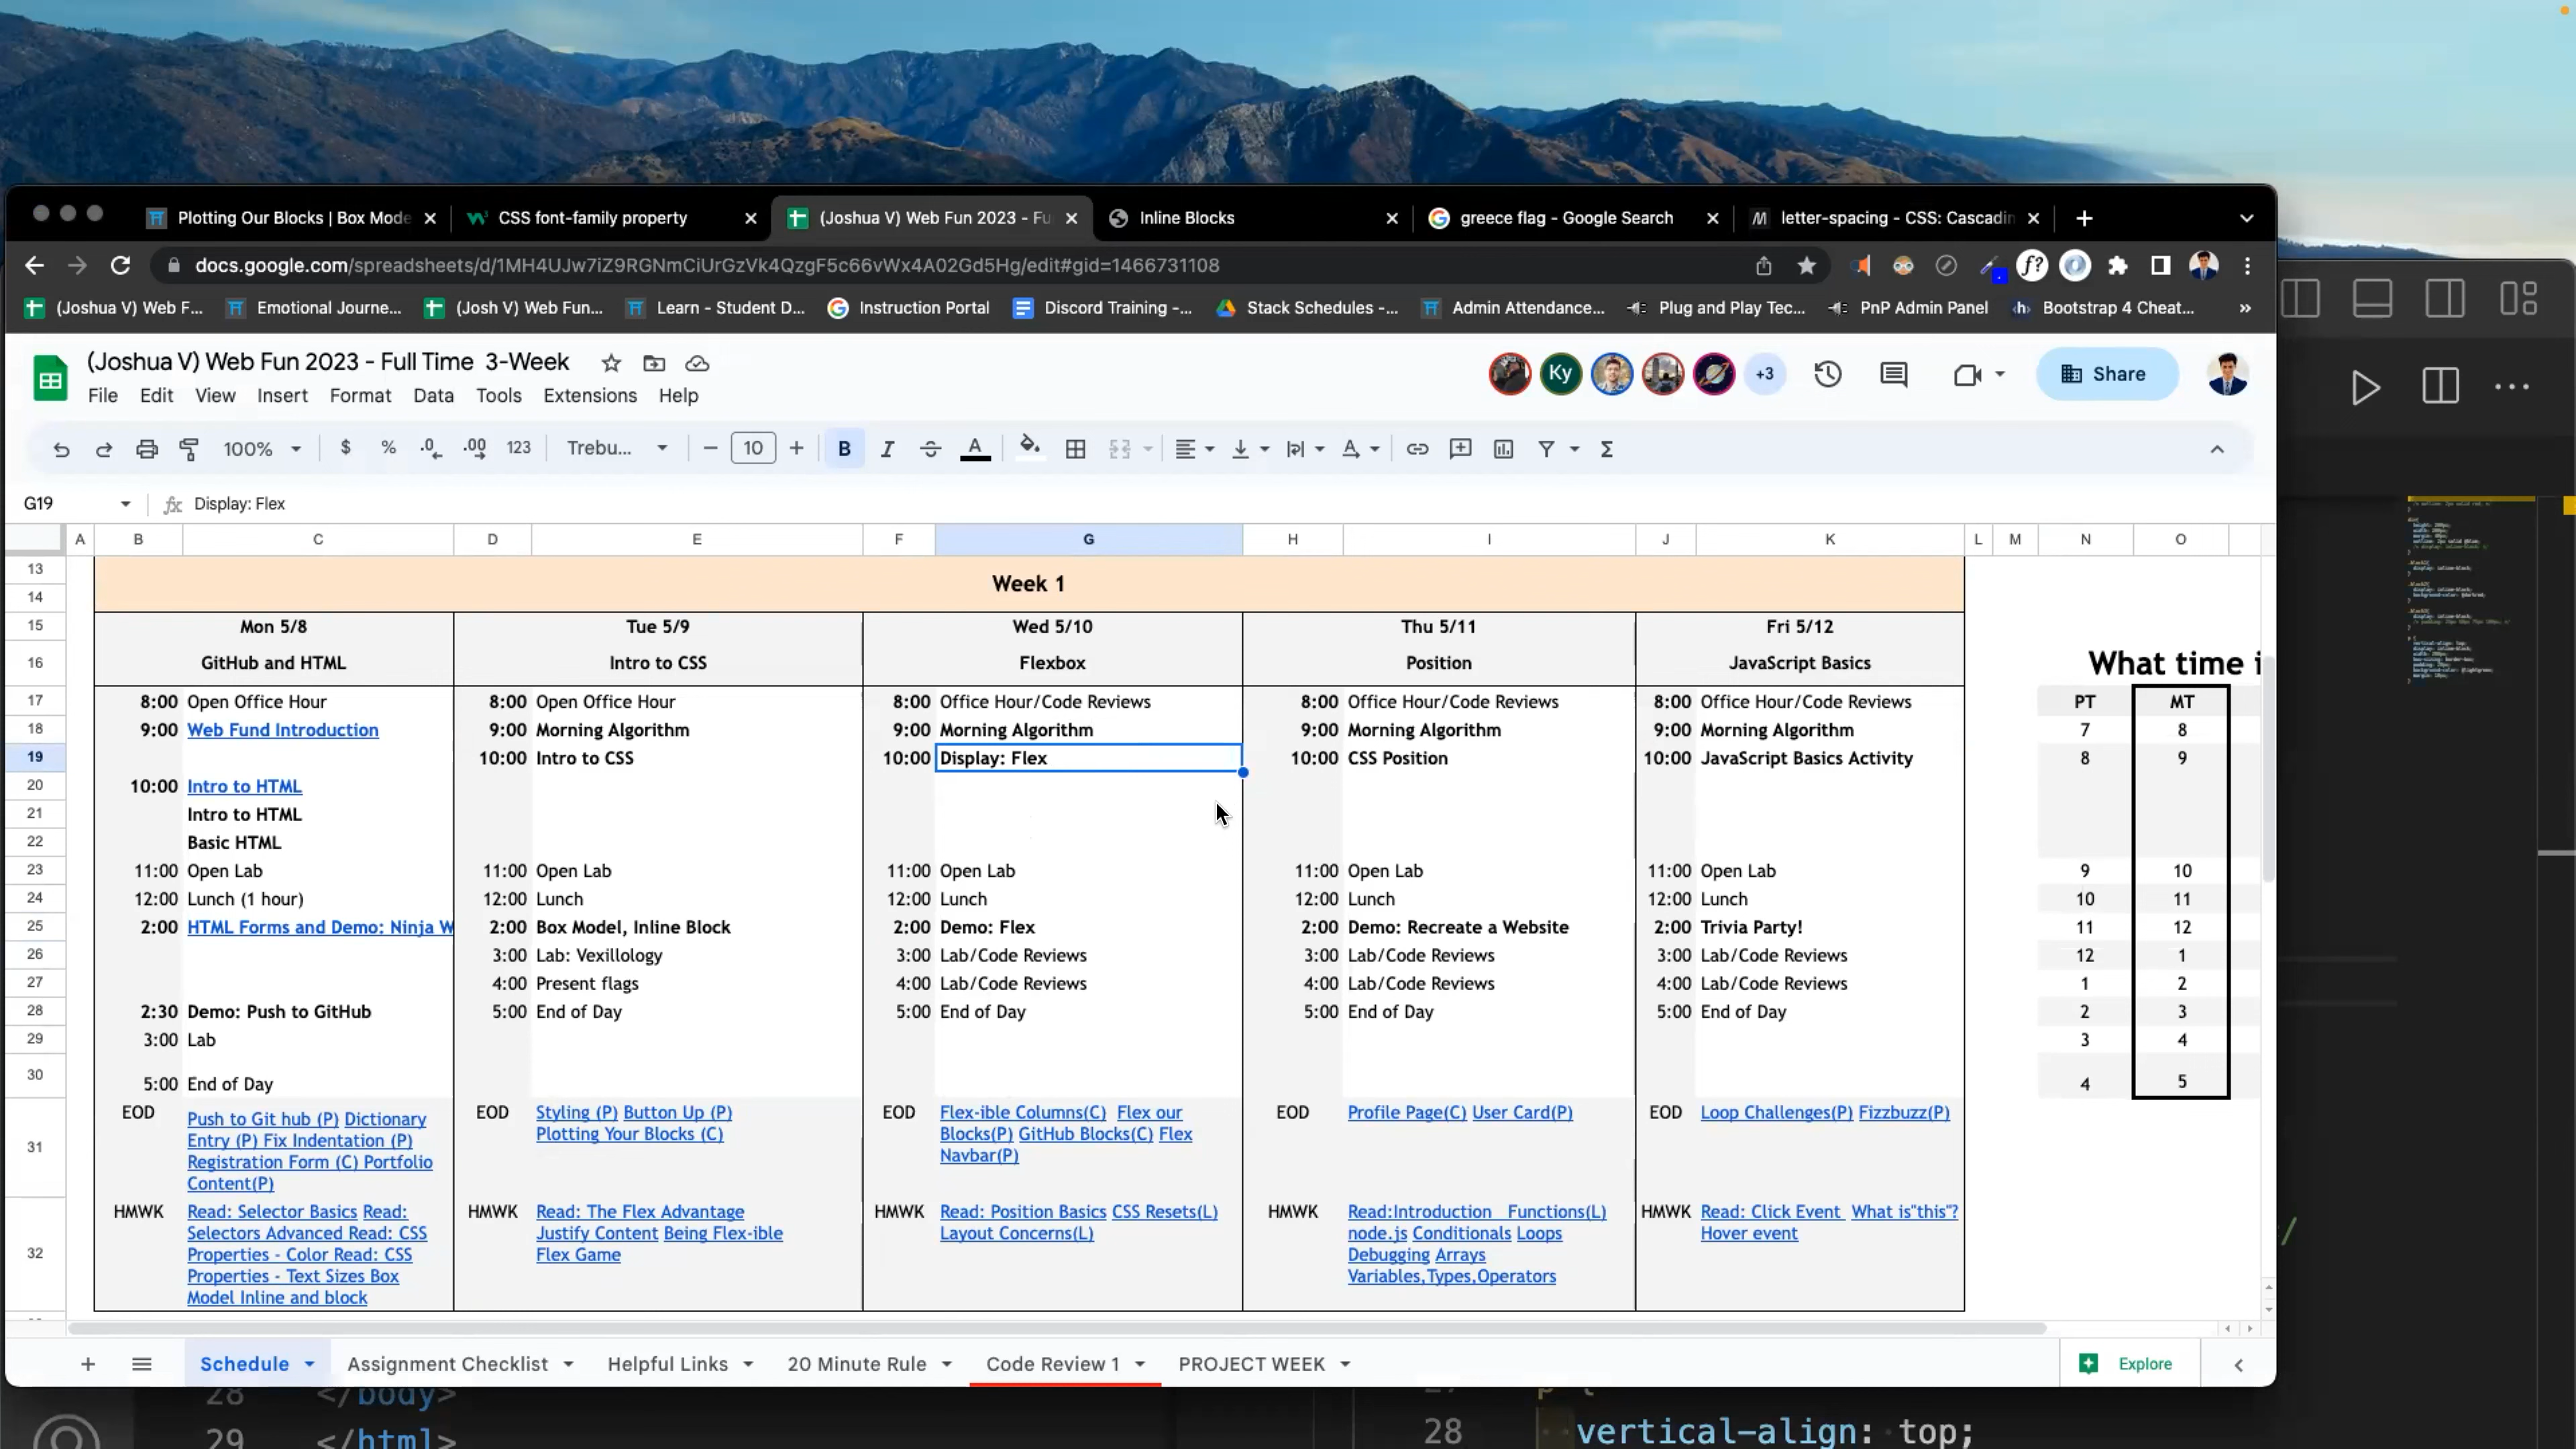 Plotting Our Blocks | Box Mode
CSS font-family property
(Joshua V) Web Fun 2023 - Fu
Inline Blocks
greece flag - Google Search
letter-spacing - CSS: Cascadin
docs.google.com/spreadsheets/d/1MH4UJw7iZ9RGNmCiUrGzVk4QzgF5c66vWx4A02Gd5Hg/edit#gid=1466731108
(Joshua V) Web F...
Emotional Journe...
(Josh V) Web Fun...
Learn - Student D...
Instruction Portal
Discord Training -...
Stack Schedules -...
Admin Attendance...
Plug and Play Tec...
PnP Admin Panel
Bootstrap 4 Cheat...
(Joshua V) Web Fun 2023 - Full Time 3-Week
Ky
+3
Share
File Edit View Insert Format Data Tools Extensions Help
100% $ % .0 .00 123 Trebu... − 10 + B I
G19 Display: Flex
A B C D E F G H I J K L M N O
13 Week 1
14
15 Mon 5/8 Tue 5/9 Wed 5/10 Thu 5/11 Fri 5/12
16 GitHub and HTML Intro to CSS Flexbox Position JavaScript Basics What time i
17 8:00 Open Office Hour 8:00 Open Office Hour 8:00 Office Hour/Code Reviews 8:00 Office Hour/Code Reviews 8:00 Office Hour/Code Reviews PT MT
18 9:00 Web Fund Introduction 9:00 Morning Algorithm 9:00 Morning Algorithm 9:00 Morning Algorithm 9:00 Morning Algorithm 7 8
19 10:00 Intro to CSS 10:00 Display: Flex 10:00 CSS Position 10:00 JavaScript Basics Activity 8 9
20 10:00 Intro to HTML
21 Intro to HTML
22 Basic HTML
23 11:00 Open Lab 11:00 Open Lab 11:00 Open Lab 11:00 Open Lab 11:00 Open Lab 9 10
24 12:00 Lunch (1 hour) 12:00 Lunch 12:00 Lunch 12:00 Lunch 12:00 Lunch 10 11
25 2:00 HTML Forms and Demo: Ninja W 2:00 Box Model, Inline Block 2:00 Demo: Flex 2:00 Demo: Recreate a Website 2:00 Trivia Party! 11 12
26 3:00 Lab: Vexillology 3:00 Lab/Code Reviews 3:00 Lab/Code Reviews 3:00 Lab/Code Reviews 12 1
27 4:00 Present flags 4:00 Lab/Code Reviews 4:00 Lab/Code Reviews 4:00 Lab/Code Reviews 1 2
28 2:30 Demo: Push to GitHub 5:00 End of Day 5:00 End of Day 5:00 End of Day 5:00 End of Day 2 3
29 3:00 Lab 3 4
30 5:00 End of Day 4 5
31
EOD Push to Git hub (P) Dictionary
Entry (P) Fix Indentation (P)
Registration Form (C) Portfolio
Content(P)
EOD Styling (P) Button Up (P)
Plotting Your Blocks (C)
EOD Flex-ible Columns(C) Flex our
Blocks(P) GitHub Blocks(C) Flex
Navbar(P)
EOD Profile Page(C) User Card(P)
EOD Loop Challenges(P) Fizzbuzz(P)
32
HMWK Read: Selector Basics Read:
Selectors Advanced Read: CSS
Properties - Color Read: CSS
Properties - Text Sizes Box
Model Inline and block
HMWK Read: The Flex Advantage
Justify Content Being Flex-ible
Flex Game
HMWK Read: Position Basics CSS Resets(L)
Layout Concerns(L)
HMWK Read:Introduction Functions(L)
node.js Conditionals Loops
Debugging Arrays
Variables,Types,Operators
HMWK Read: Click Event What is"this"?
Hover event
Schedule Assignment Checklist Helpful Links 20 Minute Rule Code Review 1 PROJECT WEEK Explore
28 </body>
29 </html>
28 vertical-align: top;